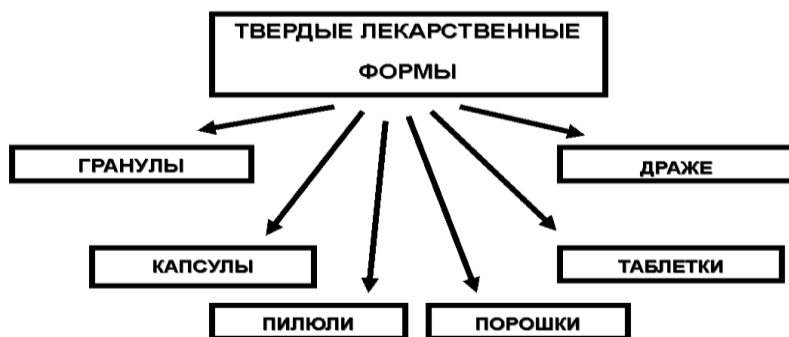 ТВЕРДЫЕ ЛЕКАРСТВЕННЫЕ
ФОРМЫ
ГРАНУЛЫ
ДРАЖЕ
КАПСУЛЫ
ТАБЛЕТКИ
ПИЛЮЛИ
ПОРОШКИ